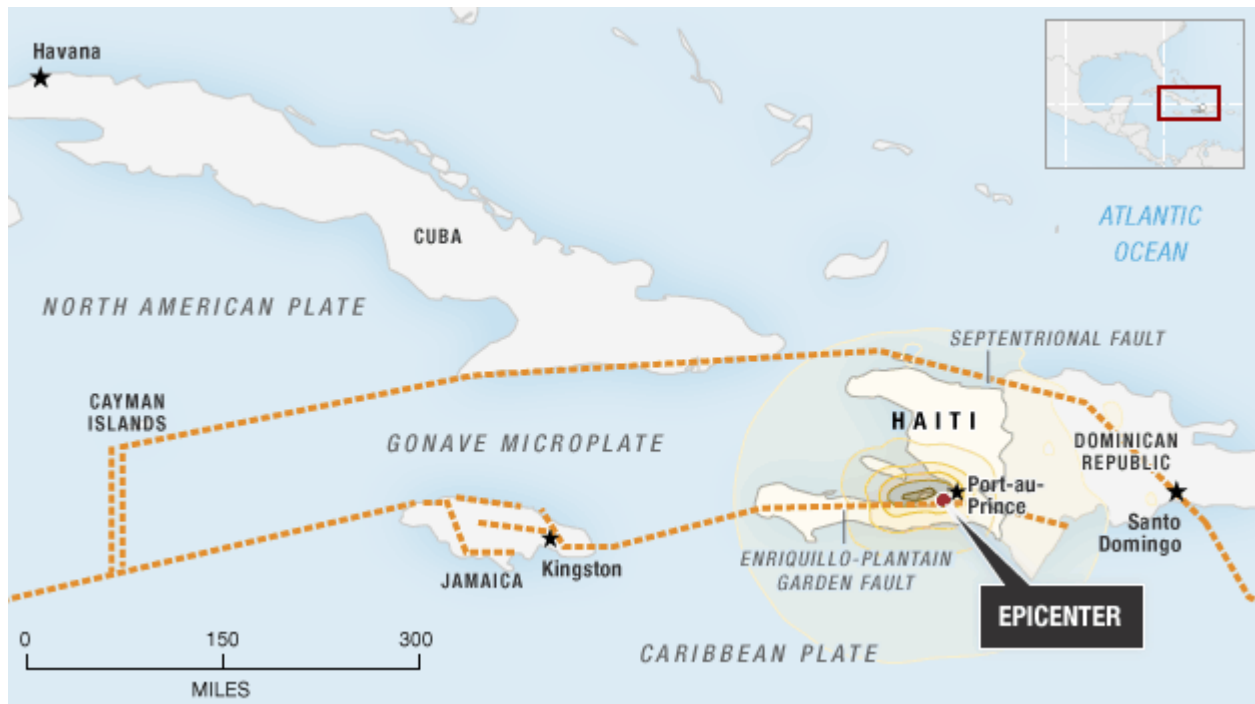 Havana
CUBA
ATLANTIC
OCEAN
NORTH AMERICAN PLATE
SEPTENTRIONAL FAULT
CAYMAN
ISLANDS
GONAVE MICROPLATE
HAITI
DOMINICAN
REPUBLIC
Port-au-
Prince
Santo
Domingo
ENRIQUILLO-PLANTAIN
GARDEN FAULT
JAMAICA
Kingston
EPICENTER
CARIBBEAN PLATE
0 150 300
MILES